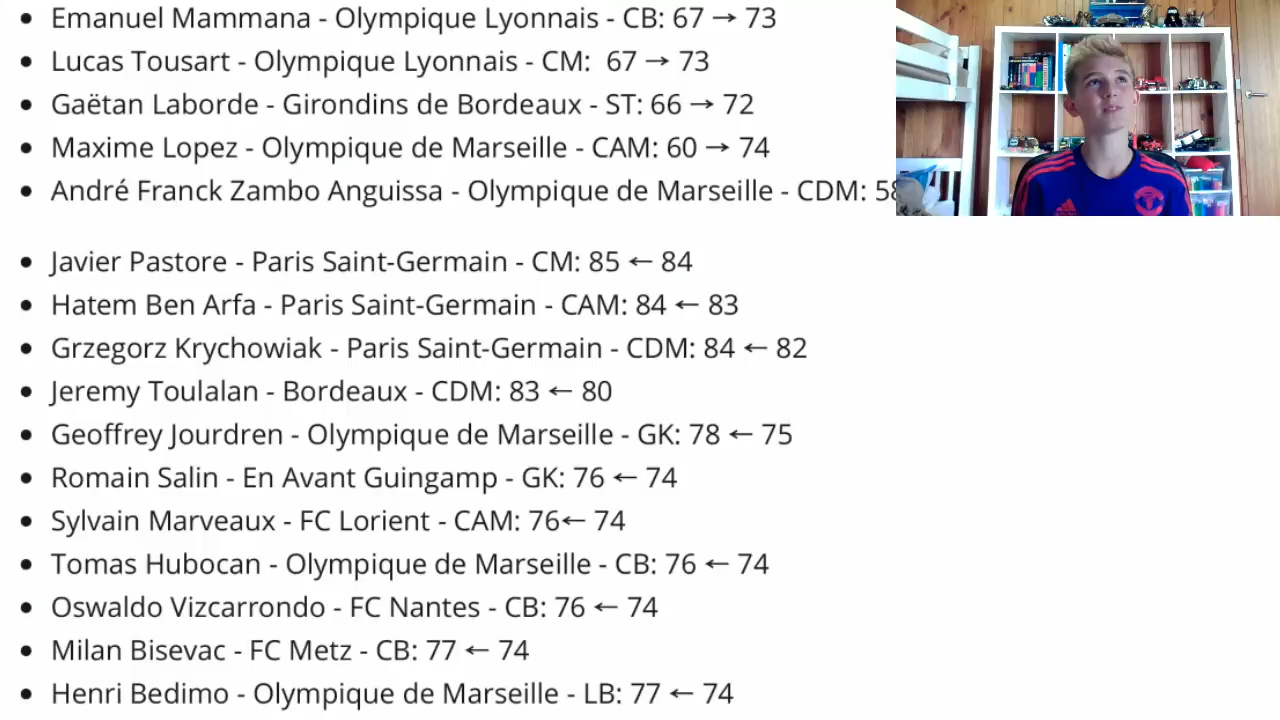 • Emanuel Mammana - Olympique Lyonnais - CB: 67 → 73
• Lucas Tousart - Olympique Lyonnais - CM:  67 → 73
• Gaëtan Laborde - Girondins de Bordeaux - ST: 66 → 72
• Maxime Lopez - Olympique de Marseille - CAM: 60 → 74
• André Franck Zambo Anguissa - Olympique de Marseille - CDM: 58
• Javier Pastore - Paris Saint-Germain - CM: 85 ← 84
• Hatem Ben Arfa - Paris Saint-Germain - CAM: 84 ← 83
• Grzegorz Krychowiak - Paris Saint-Germain - CDM: 84 ← 82
• Jeremy Toulalan - Bordeaux - CDM: 83 ← 80
• Geoffrey Jourdren - Olympique de Marseille - GK: 78 ← 75
• Romain Salin - En Avant Guingamp - GK: 76 ← 74
• Sylvain Marveaux - FC Lorient - CAM: 76← 74
• Tomas Hubocan - Olympique de Marseille - CB: 76 ← 74
• Oswaldo Vizcarrondo - FC Nantes - CB: 76 ← 74
• Milan Bisevac - FC Metz - CB: 77 ← 74
• Henri Bedimo - Olympique de Marseille - LB: 77 ← 74